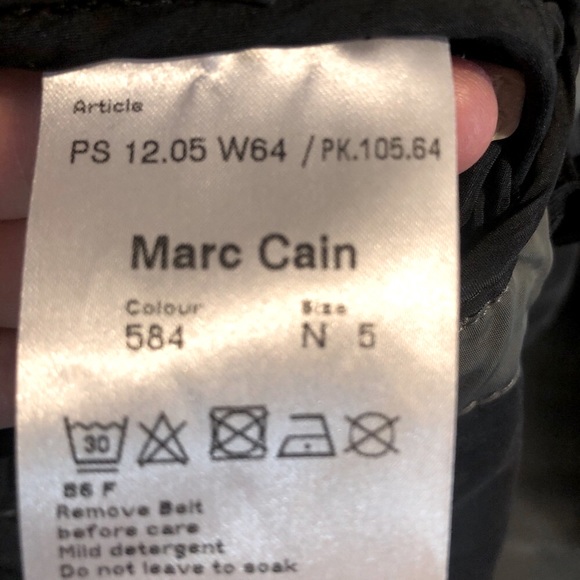 Article
PS 12.05 W64 / PK.105.64
Marc Cain
Colour Size
584 N 5
30
86 F
Remove Belt
before care
Mild detergent
Do not leave to soak